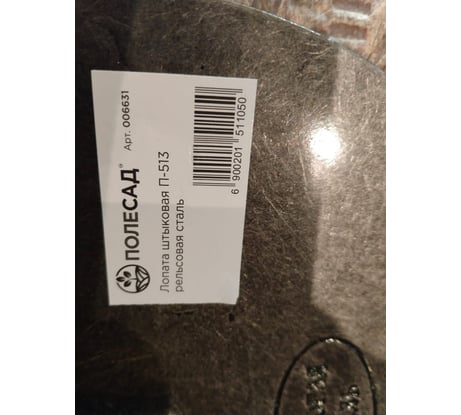 ПОЛЕСАД®
Арт. 006631
Лопата штыковая П-513
рельсовая сталь
6 900201 511050